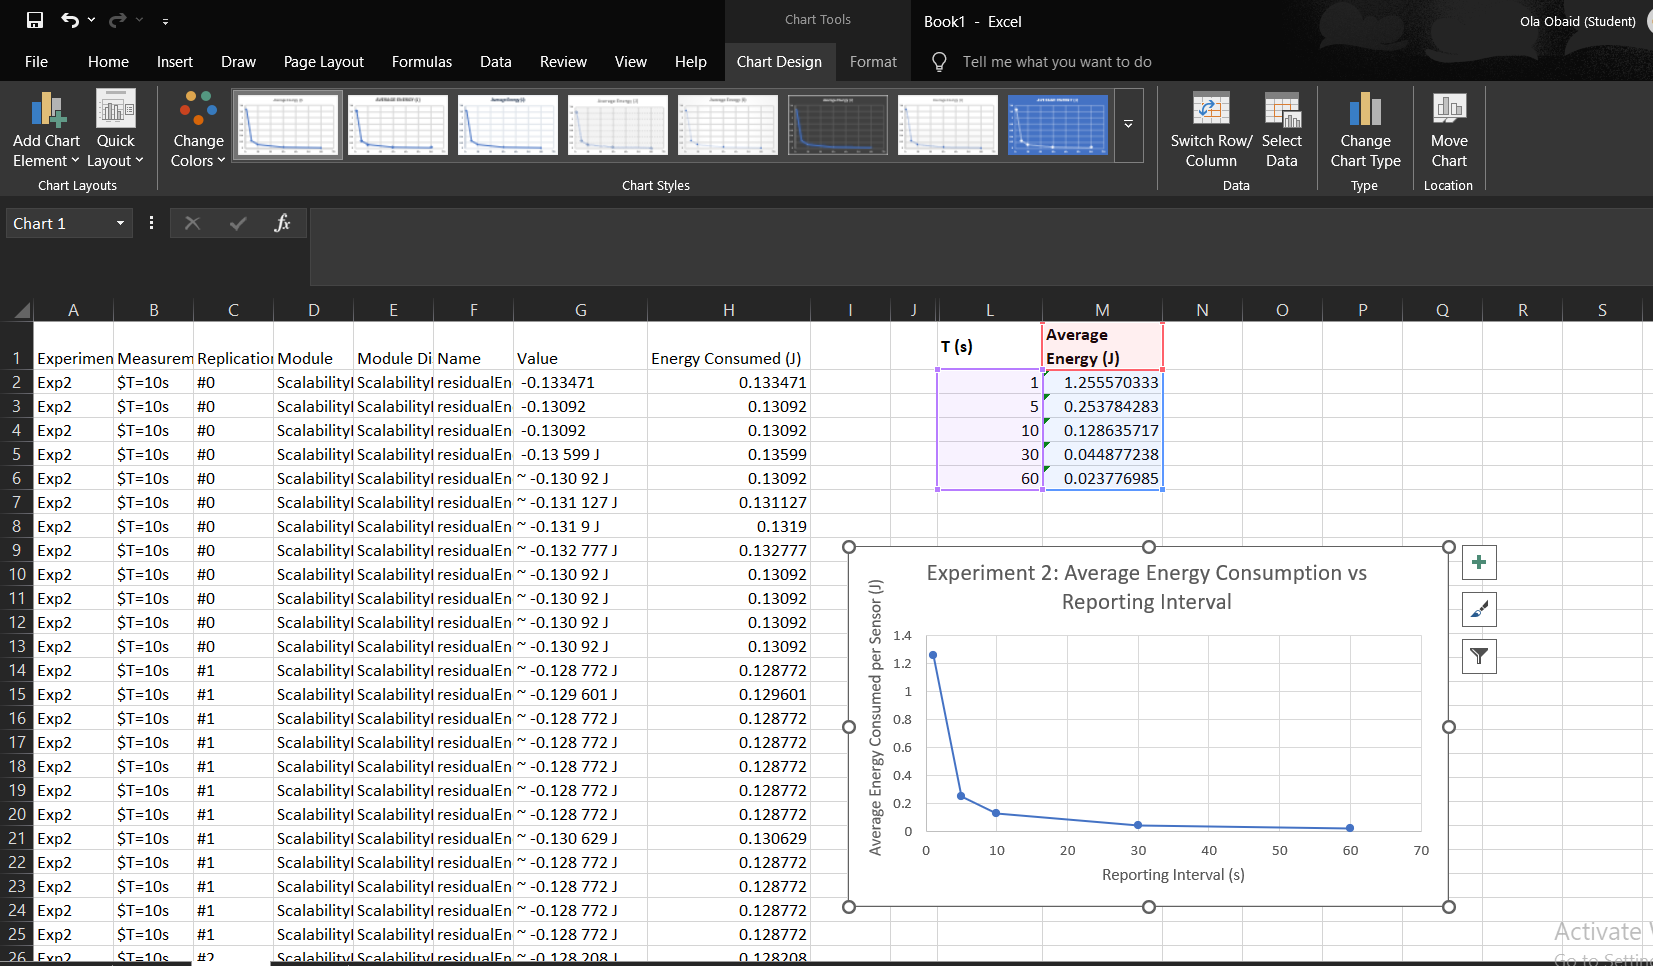 Chart Tools
Book1 - Excel
Ola Obaid (Student)
File Home Insert Draw Page Layout Formulas Data Review View Help Chart Design Format Tell me what you want to do
Add Chart Element
Quick Layout
Change Colors
Switch Row/ Column
Select Data
Change Chart Type
Move Chart
Chart Layouts Chart Styles Data Type Location
Chart 1 fx
A B C D E F G H I J L M N O P Q R S
1 Experimen Measurem Replication Module Module Di Name Value Energy Consumed (J) T (s) Average Energy (J)
2 Exp2 $T=10s #0 Scalability Scalability residualEn -0.133471 0.133471 1 1.255570333
3 Exp2 $T=10s #0 Scalability Scalability residualEn -0.13092 0.13092 5 0.253784283
4 Exp2 $T=10s #0 Scalability Scalability residualEn -0.13092 0.13092 10 0.128635717
5 Exp2 $T=10s #0 Scalability Scalability residualEn -0.13 599 J 0.13599 30 0.044877238
6 Exp2 $T=10s #0 Scalability Scalability residualEn ~ -0.130 92 J 0.13092 60 0.023776985
7 Exp2 $T=10s #0 Scalability Scalability residualEn ~ -0.131 127 J 0.131127
8 Exp2 $T=10s #0 Scalability Scalability residualEn ~ -0.131 9 J 0.1319
9 Exp2 $T=10s #0 Scalability Scalability residualEn ~ -0.132 777 J 0.132777
10 Exp2 $T=10s #0 Scalability Scalability residualEn ~ -0.130 92 J 0.13092
11 Exp2 $T=10s #0 Scalability Scalability residualEn ~ -0.130 92 J 0.13092
12 Exp2 $T=10s #0 Scalability Scalability residualEn ~ -0.130 92 J 0.13092
13 Exp2 $T=10s #0 Scalability Scalability residualEn ~ -0.130 92 J 0.13092
14 Exp2 $T=10s #1 Scalability Scalability residualEn ~ -0.128 772 J 0.128772
15 Exp2 $T=10s #1 Scalability Scalability residualEn ~ -0.129 601 J 0.129601
16 Exp2 $T=10s #1 Scalability Scalability residualEn ~ -0.128 772 J 0.128772
17 Exp2 $T=10s #1 Scalability Scalability residualEn ~ -0.128 772 J 0.128772
18 Exp2 $T=10s #1 Scalability Scalability residualEn ~ -0.128 772 J 0.128772
19 Exp2 $T=10s #1 Scalability Scalability residualEn ~ -0.128 772 J 0.128772
20 Exp2 $T=10s #1 Scalability Scalability residualEn ~ -0.128 772 J 0.128772
21 Exp2 $T=10s #1 Scalability Scalability residualEn ~ -0.130 629 J 0.130629
22 Exp2 $T=10s #1 Scalability Scalability residualEn ~ -0.128 772 J 0.128772
23 Exp2 $T=10s #1 Scalability Scalability residualEn ~ -0.128 772 J 0.128772
24 Exp2 $T=10s #1 Scalability Scalability residualEn ~ -0.128 772 J 0.128772
25 Exp2 $T=10s #1 Scalability Scalability residualEn ~ -0.128 772 J 0.128772
26 Exp2 $T=10s #2 Scalability Scalability residualEn ~ -0.128 208 J 0.128208
Experiment 2: Average Energy Consumption vs
Reporting Interval
Average Energy Consumed per Sensor (J)
1.4
1.2
1
0.8
0.6
0.4
0.2
0
0 10 20 30 40 50 60 70
Reporting Interval (s)
Activate
Go to Settin